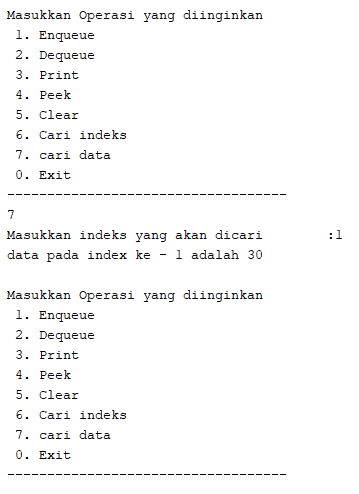 Masukkan Operasi yang diinginkan
1. Enqueue
2. Dequeue
3. Print
4. Peek
5. Clear
6. Cari indeks
7. cari data
0. Exit
-----------------------------------
7
Masukkan indeks yang akan dicari        :1
data pada index ke - 1 adalah 30

Masukkan Operasi yang diinginkan
1. Enqueue
2. Dequeue
3. Print
4. Peek
5. Clear
6. Cari indeks
7. cari data
0. Exit
-----------------------------------